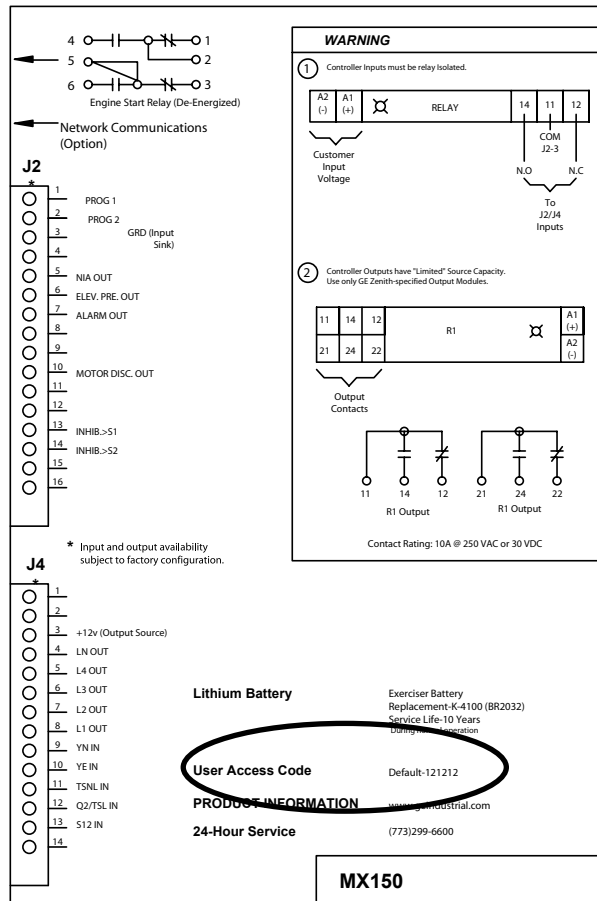 4
1
5
2
6
3
Engine Start Relay (De-Energized)
Network Communications
(Option)
J2
*
1 PROG 1
2 PROG 2
3 GRD (Input
Sink)
4
5 NIA OUT
6 ELEV. PRE. OUT
7 ALARM OUT
8
9
10 MOTOR DISC. OUT
11
12
13 INHIB.>S1
14 INHIB.>S2
15
16
* Input and output availability
subject to factory configuration.
J4
*
1
2
3 +12v (Output Source)
4 LN OUT
5 L4 OUT
6 L3 OUT
7 L2 OUT
8 L1 OUT
9 YN IN
10 YE IN
11 TSNL IN
12 Q2/TSL IN
13 S12 IN
14
WARNING
1 Controller Inputs must be relay Isolated.
A2 A1 RELAY 14 11 12
(-) (+)
COM
J2-3
Customer
Input
Voltage
N.O N.C
To
J2/J4
Inputs
2 Controller Outputs have "Limited" Source Capacity.
Use only GE Zenith-specified Output Modules.
11 14 12 R1 A1
(+)
21 24 22 A2
(-)
Output
Contacts
11 14 12 21 24 22
R1 Output R1 Output
Contact Rating: 10A @ 250 VAC or 30 VDC
Lithium Battery Exerciser Battery
Replacement-K-4100 (BR2032)
Service Life-10 Years
During normal operation
User Access Code Default-121212
PRODUCT INFORMATION www.geindustrial.com
24-Hour Service (773)299-6600
MX150